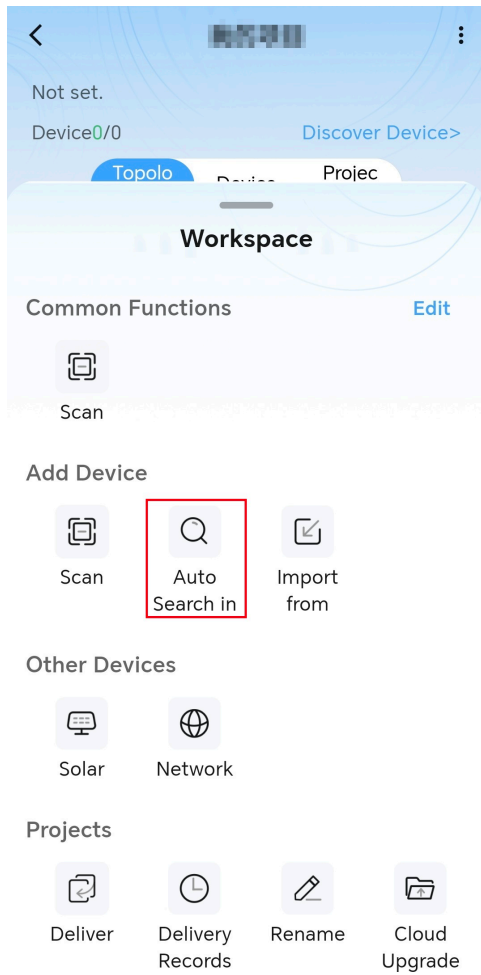 Not set.
Device0/0
Discover Device>
Topolo
Device
Projec
Workspace
Common Functions
Edit
Scan
Add Device
Scan
Auto
Search in
Import
from
Other Devices
Solar
Network
Projects
Deliver
Delivery
Records
Rename
Cloud
Upgrade